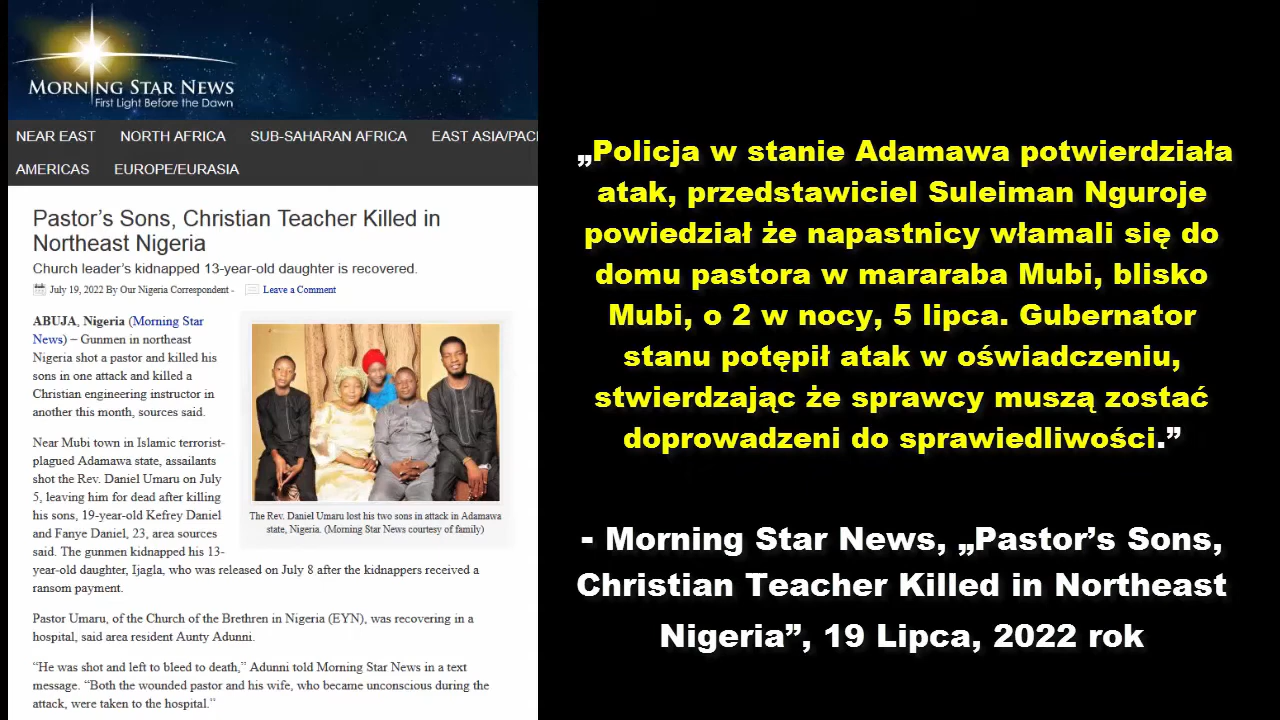 MORNING STAR NEWS
First Light Before the Dawn
NEAR EAST NORTH AFRICA SUB-SAHARAN AFRICA EAST ASIA/PACI
AMERICAS EUROPE/EURASIA
Pastor’s Sons, Christian Teacher Killed in
Northeast Nigeria
Church leader’s kidnapped 13-year-old daughter is recovered.
July 19, 2022 By Our Nigeria Correspondent - Leave a Comment
ABUJA, Nigeria (Morning Star
News) – Gunmen in northeast
Nigeria shot a pastor and killed his
sons in one attack and killed a
Christian engineering instructor in
another this month, sources said.
Near Mubi town in Islamic terrorist-
plagued Adamawa state, assailants
shot the Rev. Daniel Umaru on July
5, leaving him for dead after killing
his sons, 19-year-old Kefrey Daniel
and Fanye Daniel, 23, area sources
said. The gunmen kidnapped his 13-
year-old daughter, Ijagla, who was released on July 8 after the kidnappers received a
ransom payment.
The Rev. Daniel Umaru lost his two sons in attack in Adamawa
state, Nigeria. (Morning Star News courtesy of family)
Pastor Umaru, of the Church of the Brethren in Nigeria (EYN), was recovering in a
hospital, said area resident Aunty Adunni.
“He was shot and left to bleed to death,” Adunni told Morning Star News in a text
message. “Both the wounded pastor and his wife, who became unconscious during the
attack, were taken to the hospital.“
„Policja w stanie Adamawa potwierdziała
atak, przedstawiciel Suleiman Nguroje
powiedział że napastnicy włamali się do
domu pastora w mararaba Mubi, blisko
Mubi, o 2 w nocy, 5 lipca. Gubernator
stanu potępił atak w oświadczeniu,
stwierdzając że sprawcy muszą zostać
doprowadzeni do sprawiedliwości.”
- Morning Star News, „Pastor’s Sons,
Christian Teacher Killed in Northeast
Nigeria”, 19 Lipca, 2022 rok